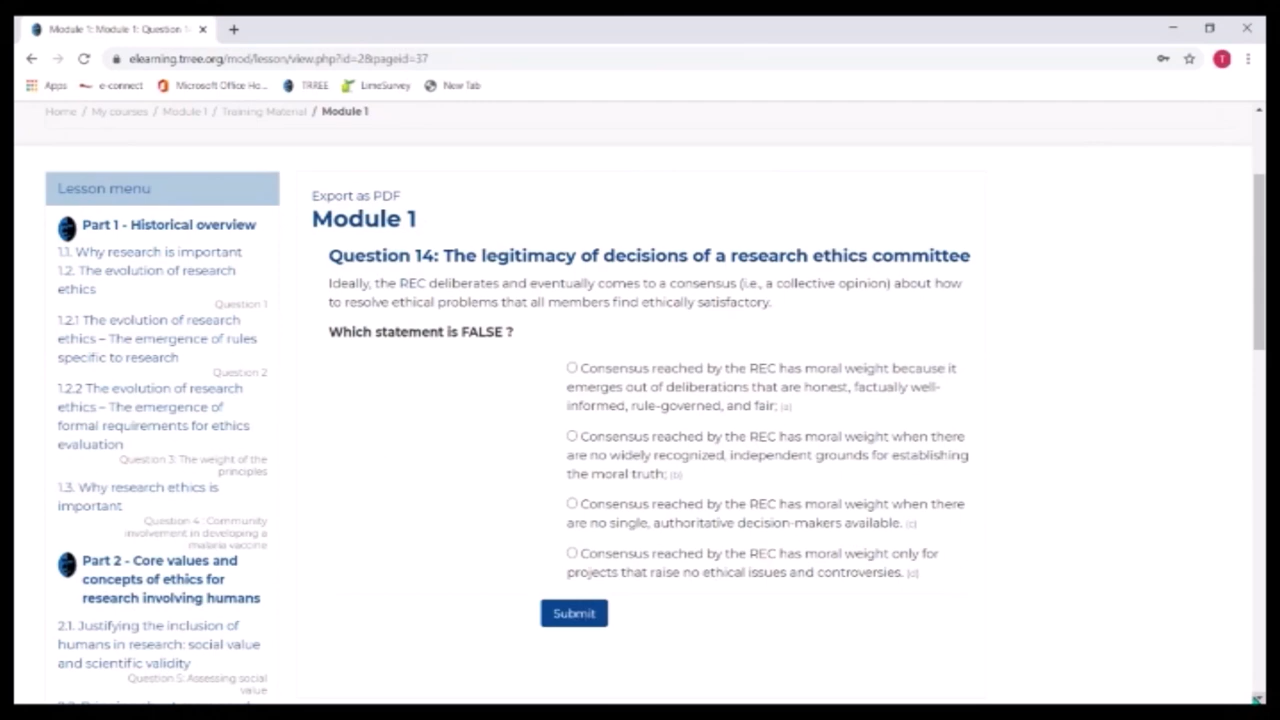 Module 1: Module 1: Question 1-
elearning.trree.org/mod/lesson/view.php?id=2&pageid=37
T
Apps
e-connect
Microsoft Office Ho...
TRREE
LimeSurvey
New Tab
Home / My courses / Module 1 / Training Material / Module 1
Lesson menu
Part 1 - Historical overview
1.1. Why research is important
1.2. The evolution of research
ethics
Question 1
1.2.1 The evolution of research
ethics – The emergence of rules
specific to research
Question 2
1.2.2 The evolution of research
ethics – The emergence of
formal requirements for ethics
evaluation
Question 3: The weight of the
principles
1.3. Why research ethics is
important
Question 4 : Community
involvement in developing a
malaria vaccine
Part 2 - Core values and
concepts of ethics for
research involving humans
2.1. Justifying the inclusion of
humans in research: social value
and scientific validity
Question 5: Assessing social
value
Export as PDF
Module 1
Question 14: The legitimacy of decisions of a research ethics committee
Ideally, the REC deliberates and eventually comes to a consensus (i.e., a collective opinion) about how
to resolve ethical problems that all members find ethically satisfactory.
Which statement is FALSE ?
Consensus reached by the REC has moral weight because it
emerges out of deliberations that are honest, factually well-
informed, rule-governed, and fair; (a)
Consensus reached by the REC has moral weight when there
are no widely recognized, independent grounds for establishing
the moral truth; (b)
Consensus reached by the REC has moral weight when there
are no single, authoritative decision-makers available. (c)
Consensus reached by the REC has moral weight only for
projects that raise no ethical issues and controversies. (d)
Submit